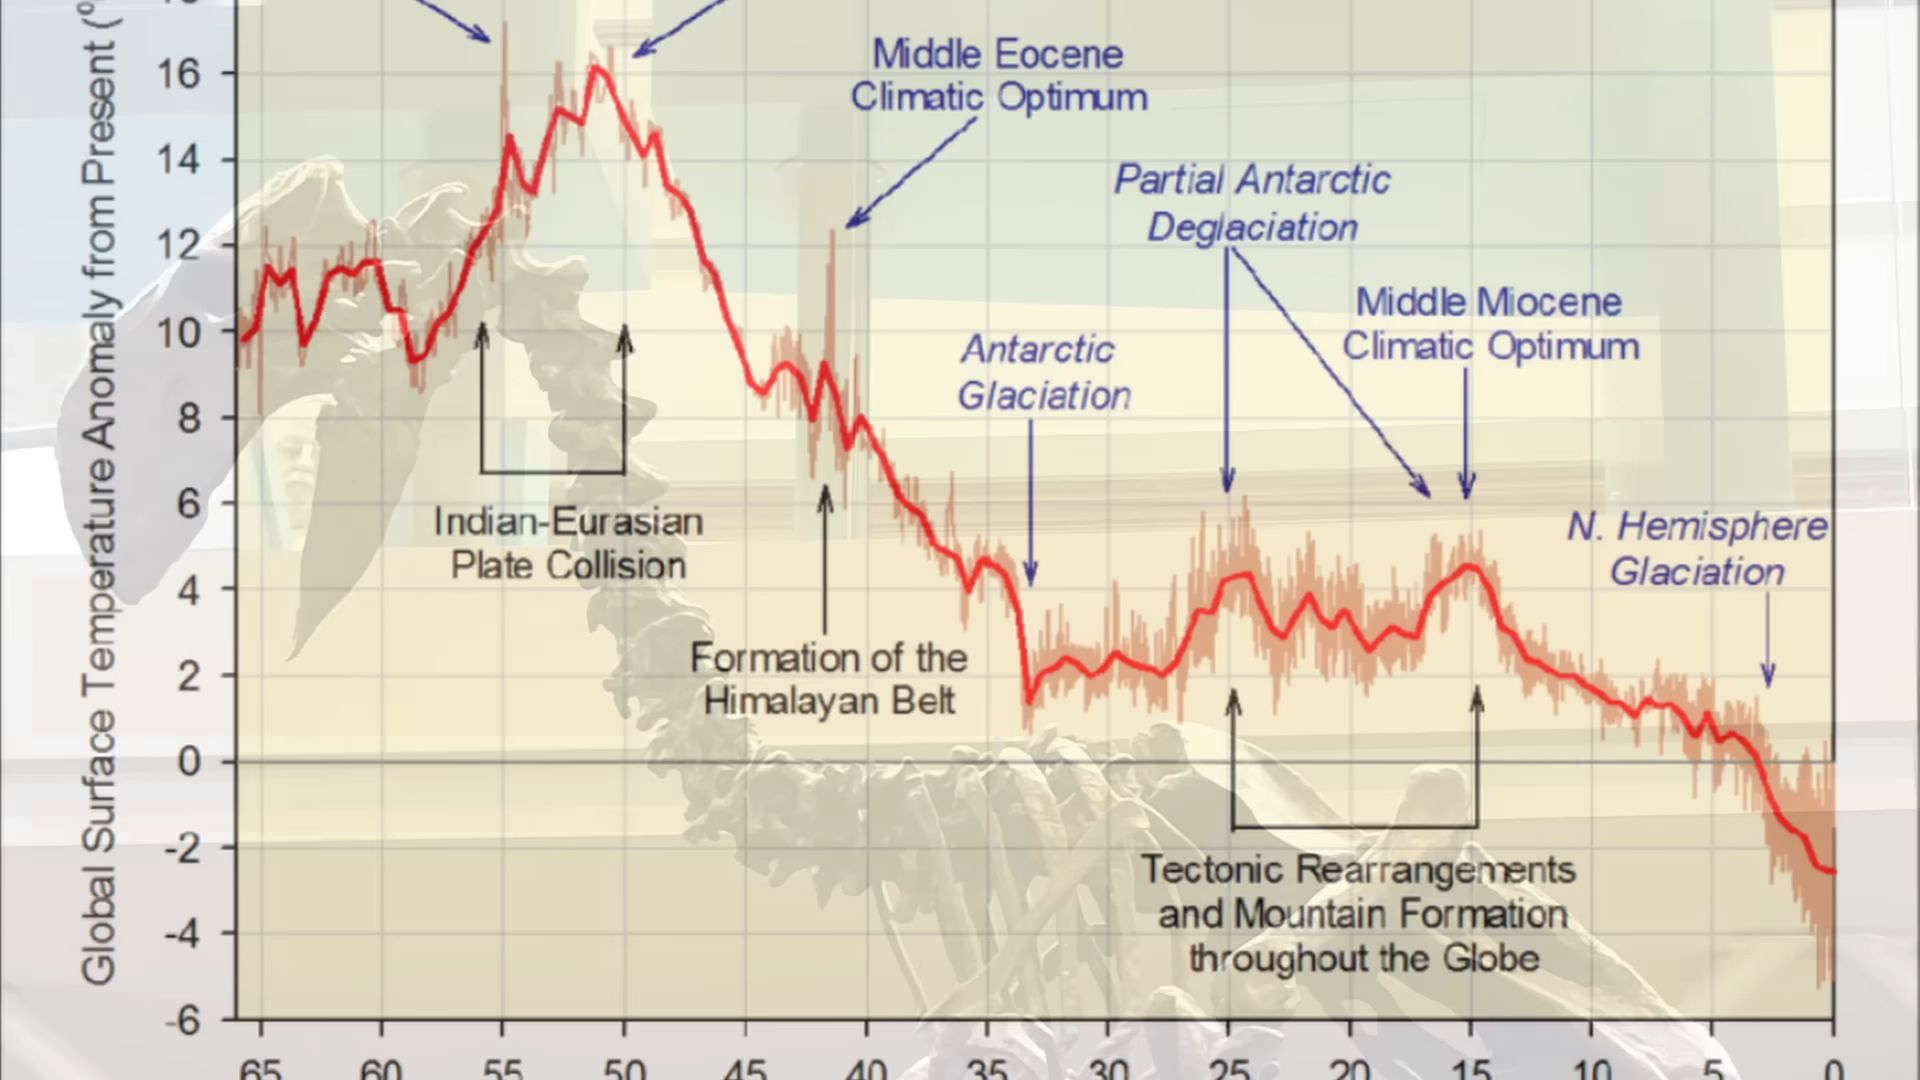 Global Surface Temperature Anomaly from Present (°
16
14
12
10
8
6
4
2
0
-2
-4
-6
Middle Eocene
Climatic Optimum
Partial Antarctic
Deglaciation
Middle Miocene
Climatic Optimum
Antarctic
Glaciation
N. Hemisphere
Glaciation
Indian-Eurasian
Plate Collision
Formation of the
Himalayan Belt
Tectonic Rearrangements
and Mountain Formation
throughout the Globe
65 60 55 50 45 40 35 30 25 20 15 10 5 0